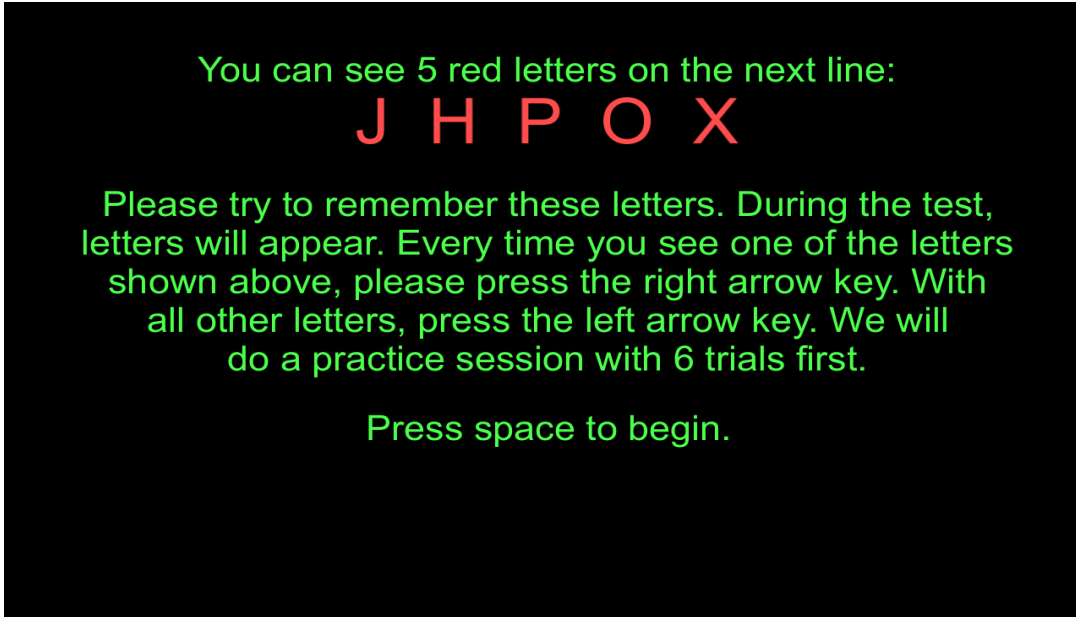 You can see 5 red letters on the next line:
J H P O X
Please try to remember these letters. During the test,
letters will appear. Every time you see one of the letters
shown above, please press the right arrow key. With
all other letters, press the left arrow key. We will
do a practice session with 6 trials first.
Press space to begin.